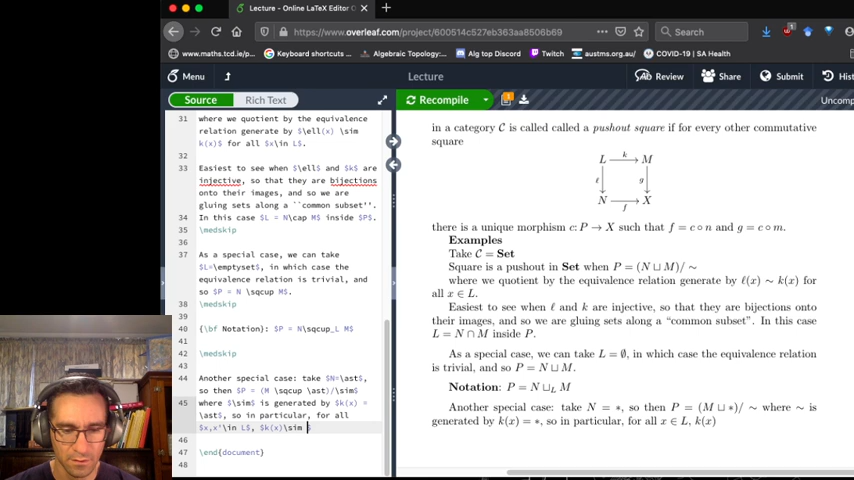 Lecture - Online LaTeX Editor O
https://www.overleaf.com/project/600514c527eb363aa8506b69
Search
www.maths.tcd.ie/p... Keyboard shortcuts ... Algebraic Topology:... Alg top Discord Twitch austms.org.au/ COVID-19 | SA Health
Menu
Lecture
Review Share Submit Hist
Source Rich Text
Recompile
Uncomp
31 where we quotient by the equivalence
relation generate by $\ell(x) \sim
k(x)$ for all $x\in L$.
32
33 Easiest to see when $\ell$ and $k$ are
injective, so that they are bijections
onto their images, and so we are
gluing sets along a ``common subset''.
34 In this case $L = N\cap M$ inside $P$.
35 \medskip
36
37 As a special case, we can take
$L=\emptyset$, in which case the
equivalence relation is trivial, and
so $P = N \sqcup M$.
38 \medskip
39
40 {\bf Notation}: $P = N\sqcup_L M$
41
42 \medskip
43
44 Another special case: take $N=\ast$,
so then $P = (M \sqcup \ast)/\sim$
45 where $\sim$ is generated by $k(x) =
\ast$, so in particular, for all
$x,x'\in L$, $k(x)\sim $
46
47 \end{document}
48
in a category C is called called a pushout square if for every other commutative
square
L k M
ℓ g
N f X
there is a unique morphism c: P → X such that f = c ∘ n and g = c ∘ m.
Examples
Take C = Set
Square is a pushout in Set when P = (N ⊔ M)/ ∼
where we quotient by the equivalence relation generate by ℓ(x) ∼ k(x) for
all x ∈ L.
Easiest to see when ℓ and k are injective, so that they are bijections onto
their images, and so we are gluing sets along a “common subset”. In this case
L = N ∩ M inside P.
As a special case, we can take L = ∅, in which case the equivalence relation
is trivial, and so P = N ⊔ M.
Notation: P = N ⊔L M
Another special case: take N = ∗, so then P = (M ⊔ ∗)/ ∼ where ∼ is
generated by k(x) = ∗, so in particular, for all x ∈ L, k(x)